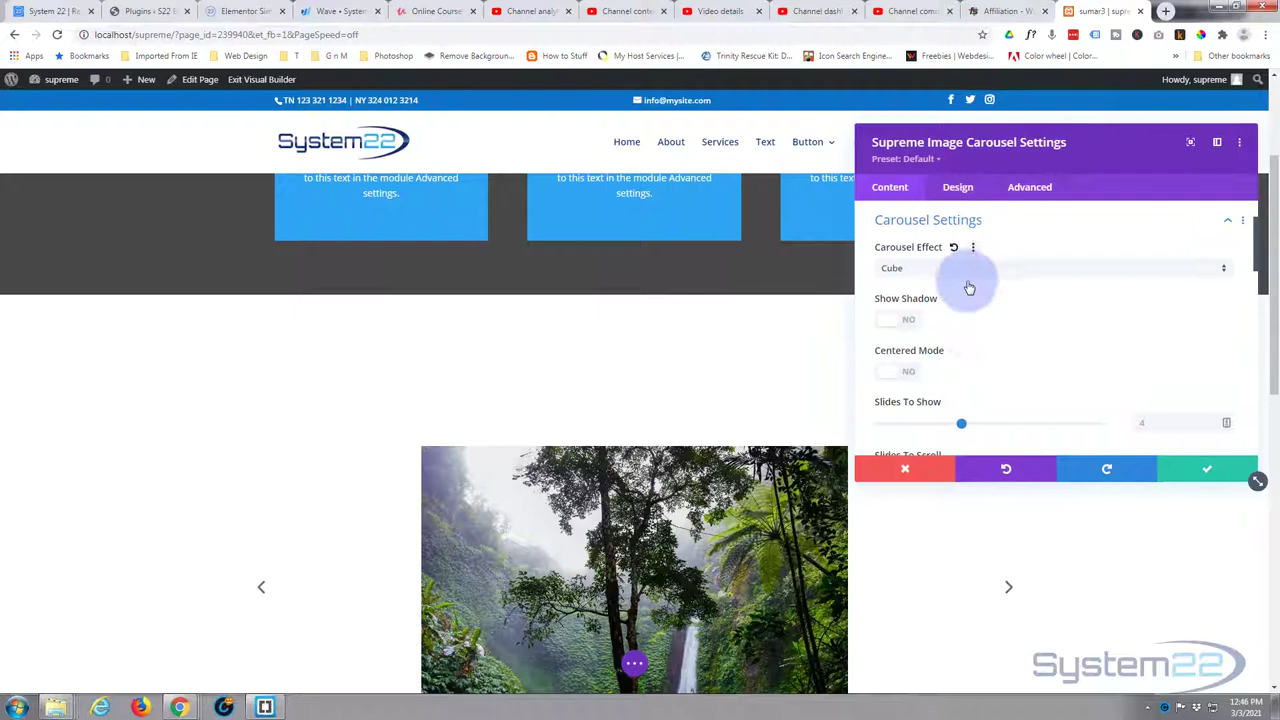 System 22 | Re
Plugins ‹ S22 E
Elementor Sim
Wave • System
Online Course
Channel analy
Channel conte
Video details
Channel dash
Channel com
Affiliation - W
sumar3 | supreme
localhost/supreme/?page_id=239940&et_fb=1&PageSpeed=off
Apps Imported From IE Web Design T G M Photoshop Remove Background... How to Stuff My Host Services... Trinity Rescue Kit: D... Icon Search Engine... Freebies | Webdesi... Color wheel | Color... Other bookmarks
supreme 0 New Edit Page Exit Visual Builder Howdy, supreme
TN 123 321 1234 | NY 324 012 3214 info@mysite.com
System22
Home About Services Text Button
to this text in the module Advanced settings.
to this text in the module Advanced settings.
to this
Supreme Image Carousel Settings
Preset: Default
Content Design Advanced
Carousel Settings
Carousel Effect
Cube
Show Shadow
NO
Centered Mode
NO
Slides To Show
4
Slides To Scroll
System22
12:46 PM
3/3/2021